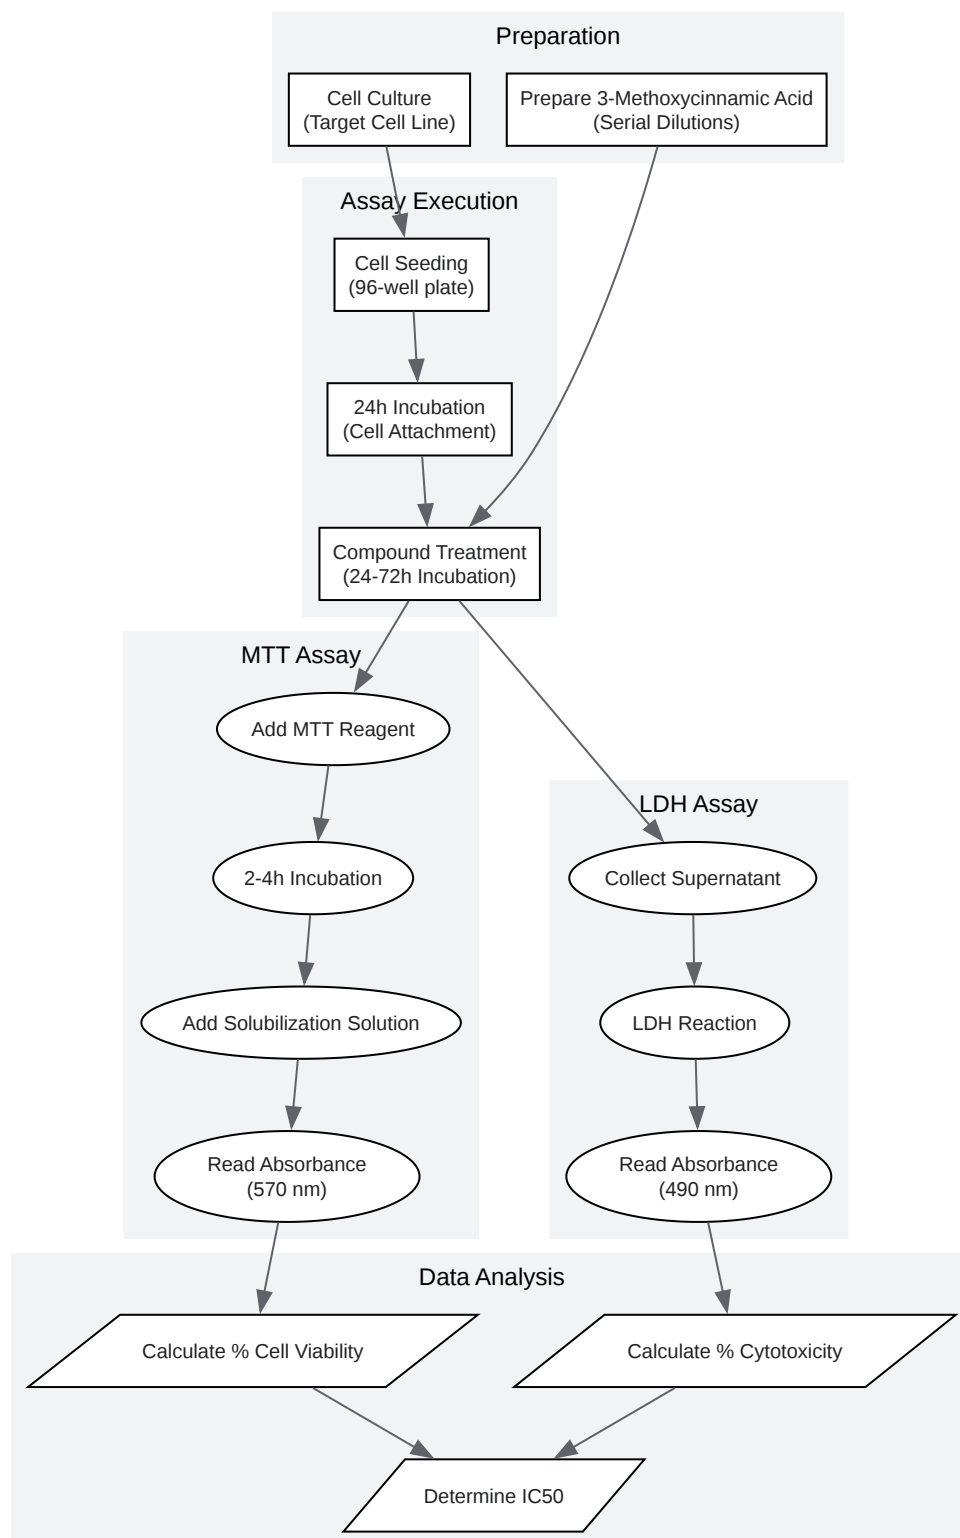 Preparation
Cell Culture
(Target Cell Line)
Prepare 3-Methoxycinnamic Acid
(Serial Dilutions)
Assay Execution
Cell Seeding
(96-well plate)
24h Incubation
(Cell Attachment)
Compound Treatment
(24-72h Incubation)
MTT Assay
Add MTT Reagent
2-4h Incubation
Add Solubilization Solution
Read Absorbance
(570 nm)
LDH Assay
Collect Supernatant
LDH Reaction
Read Absorbance
(490 nm)
Data Analysis
Calculate % Cell Viability
Calculate % Cytotoxicity
Determine IC50